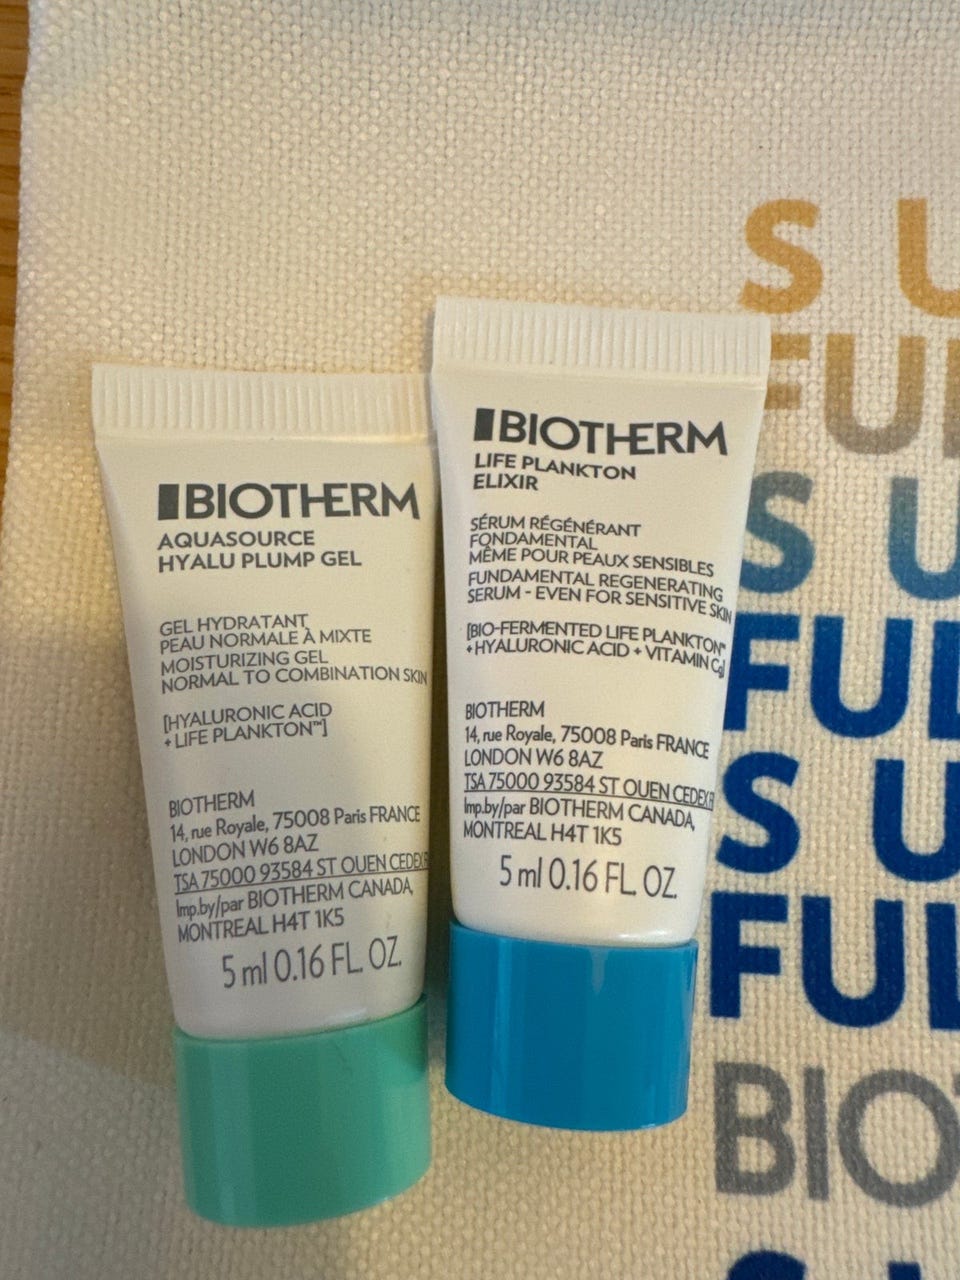 BIOTHERM
AQUASOURCE
HYALU PLUMP GEL
GEL HYDRATANT
PEAU NORMALE À MIXTE
MOISTURIZING GEL
NORMAL TO COMBINATION SKIN
[HYALURONIC ACID
+ LIFE PLANKTON™]
BIOTHERM
14, rue Royale, 75008 Paris FRANCE
LONDON W6 8AZ
TSA 75000 93584 ST OUEN CEDEX
Imp.by/par BIOTHERM CANADA,
MONTREAL H4T 1K5
5 ml 0.16 FL. OZ.
BIOTHERM
LIFE PLANKTON
ELIXIR
SÉRUM RÉGÉNÉRANT
FONDAMENTAL
MÊME POUR PEAUX SENSIBLES
FUNDAMENTAL REGENERATING
SERUM - EVEN FOR SENSITIVE SKIN
[BIO-FERMENTED LIFE PLANKTON™
+ HYALURONIC ACID + VITAMIN Cg]
BIOTHERM
14, rue Royale, 75008 Paris FRANCE
LONDON W6 8AZ
TSA 75000 93584 ST OUEN CEDEX
Imp.by/par BIOTHERM CANADA,
MONTREAL H4T 1K5
5 ml 0.16 FL. OZ.
S U
FUL
S U
FUL
S U
FUL
BIOT